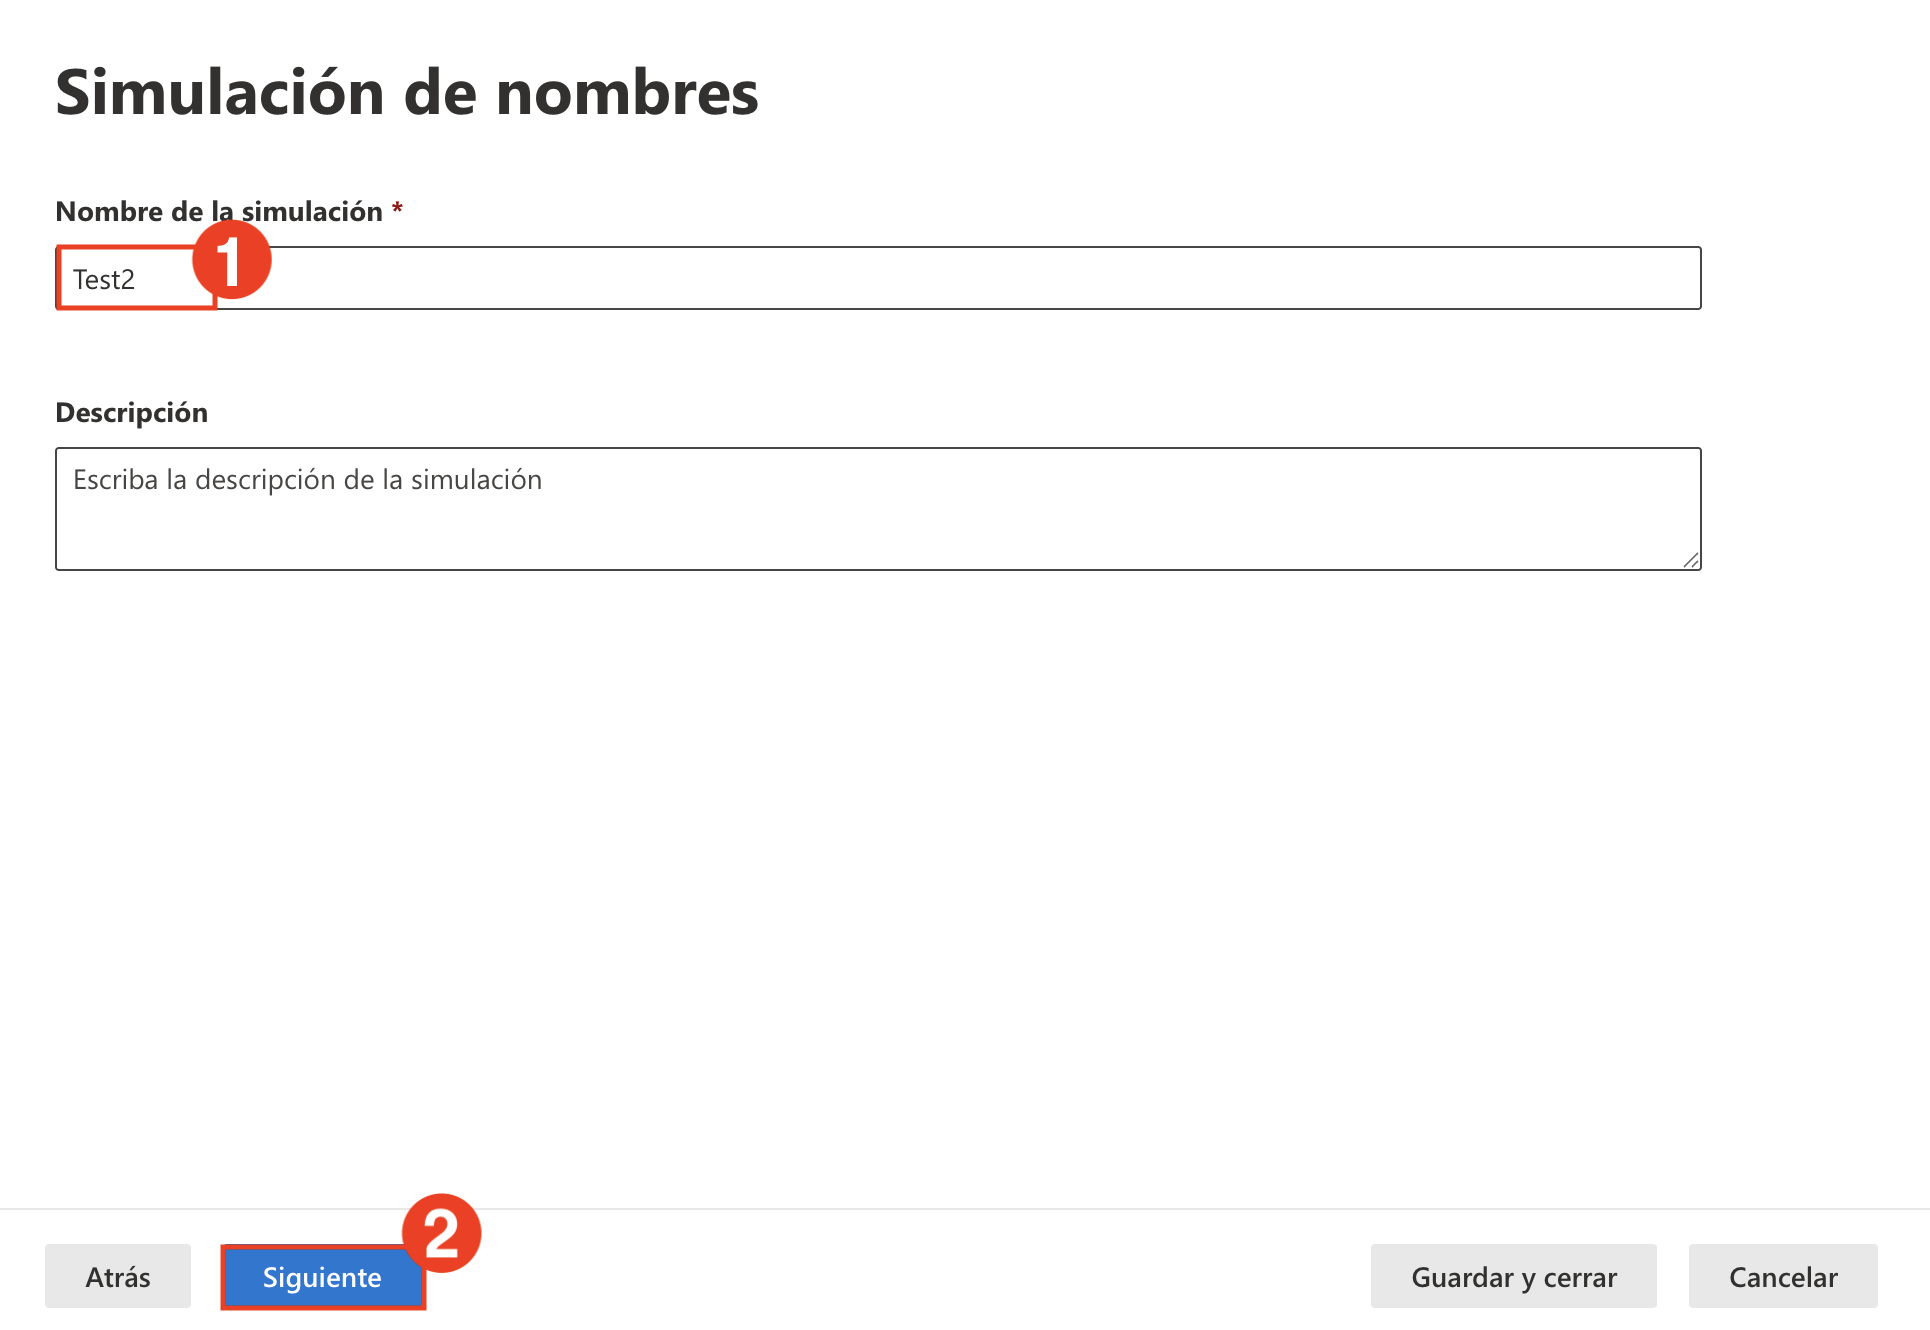 Simulación de nombres
Nombre de la simulación *
Test2
1
Descripción
Escriba la descripción de la simulación
2
Atrás
Siguiente
Guardar y cerrar
Cancelar